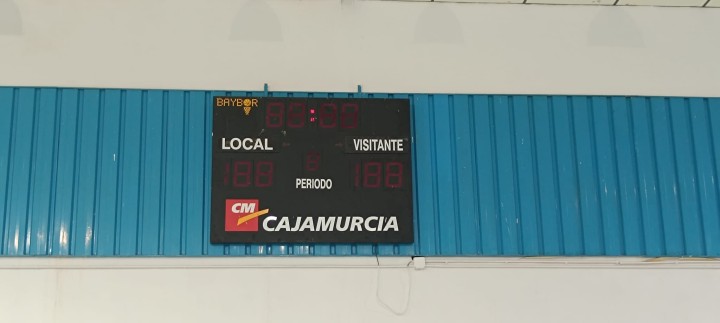 BAYBOR
LOCAL
VISITANTE
PERIODO
CM
CAJAMURCIA